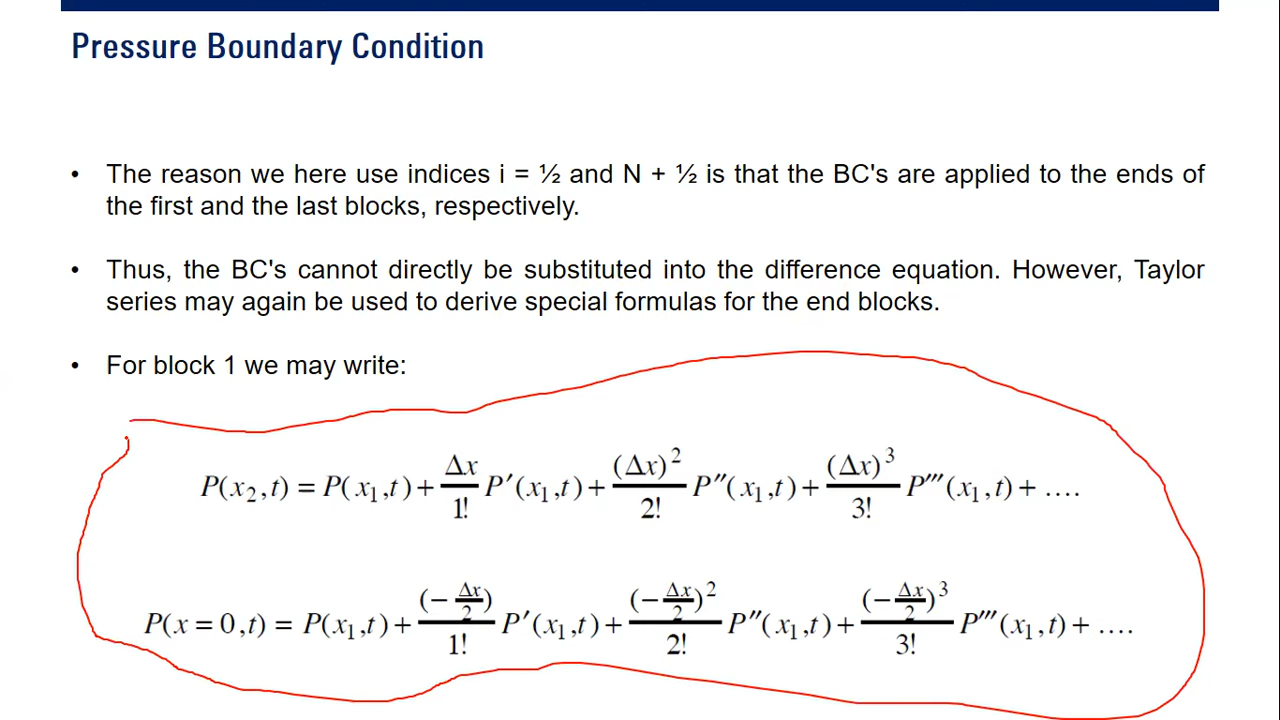 Pressure Boundary Condition
• The reason we here use indices i = ½ and N + ½ is that the BC's are applied to the ends of
the first and the last blocks, respectively.
• Thus, the BC's cannot directly be substituted into the difference equation. However, Taylor
series may again be used to derive special formulas for the end blocks.
• For block 1 we may write:
P(x₂,t) = P(x₁,t) + Δx/1! P′(x₁,t) + (Δx)²/2! P″(x₁,t) + (Δx)³/3! P‴(x₁,t) + ....
P(x = 0,t) = P(x₁,t) + (−Δx/2)/1! P′(x₁,t) + (−Δx/2)²/2! P″(x₁,t) + (−Δx/2)³/3! P‴(x₁,t) + ....